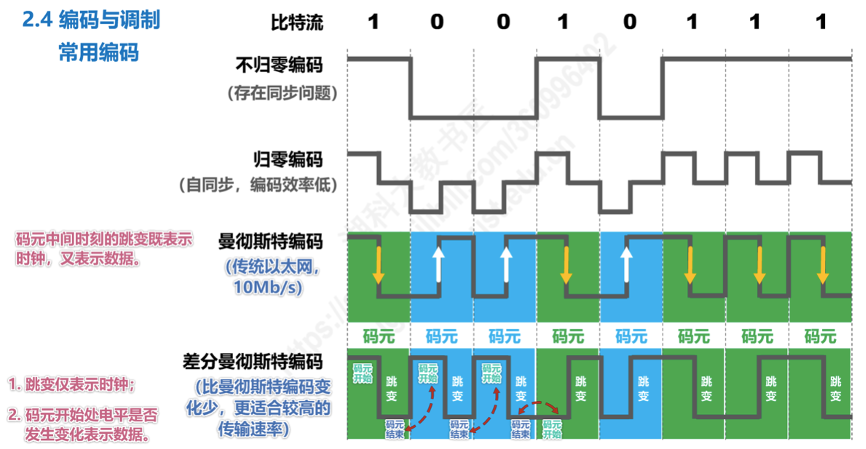 2.4 编码与调制
常用编码
比特流 1 0 0 1 0 1 1 1
不归零编码
(存在同步问题)
归零编码
(自同步，编码效率低)
码元中间时刻的跳变既表示
时钟，又表示数据。
曼彻斯特编码
(传统以太网，
10Mb/s)
码元 码元 码元 码元 码元 码元 码元 码元
差分曼彻斯特编码
(比曼彻斯特编码变
化少，更适合较高的
传输速率)
1. 跳变仅表示时钟；
2. 码元开始处电平是否
发生变化表示数据。
码元
开始
码元
开始
码元
开始
跳
变
跳
变
跳
变
跳
变
跳
变
跳
变
跳
变
跳
变
码元
结束
码元
结束
码元
结束
码元
开始